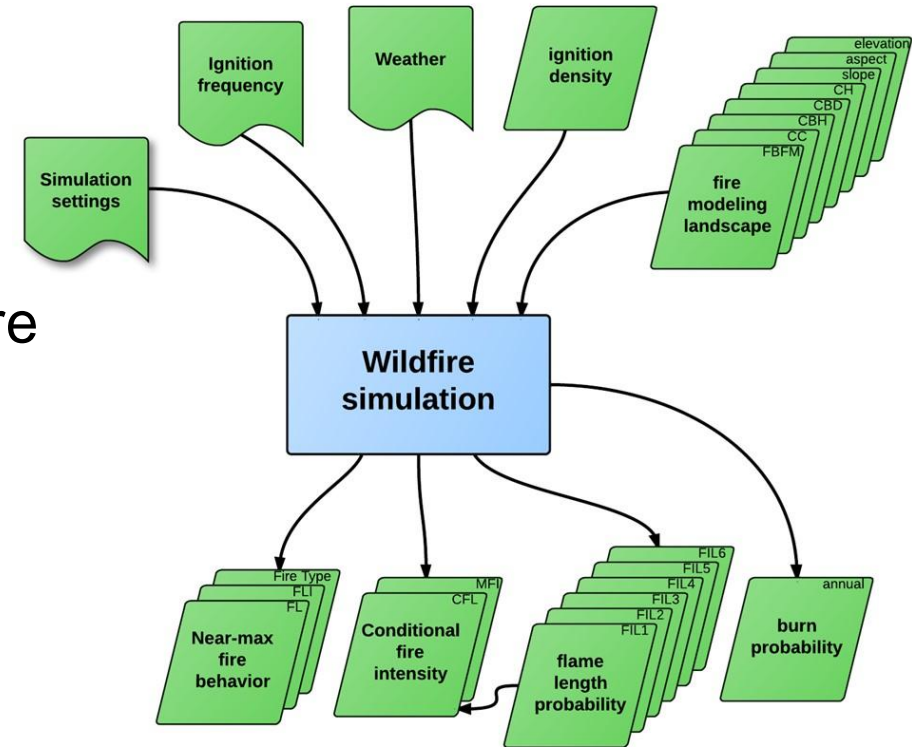 Ignition
frequency
Weather
ignition
density
elevation
aspect
slope
CH
CBD
CBH
CC
FBFM
fire
modeling
landscape
Simulation
settings
re
Wildfire
simulation
Fire Type
FLI
FL
Near-max
fire
behavior
MFI
CFL
Conditional
fire
intensity
FIL6
FIL5
FIL4
FIL3
FIL2
FIL1
flame
length
probability
annual
burn
probability